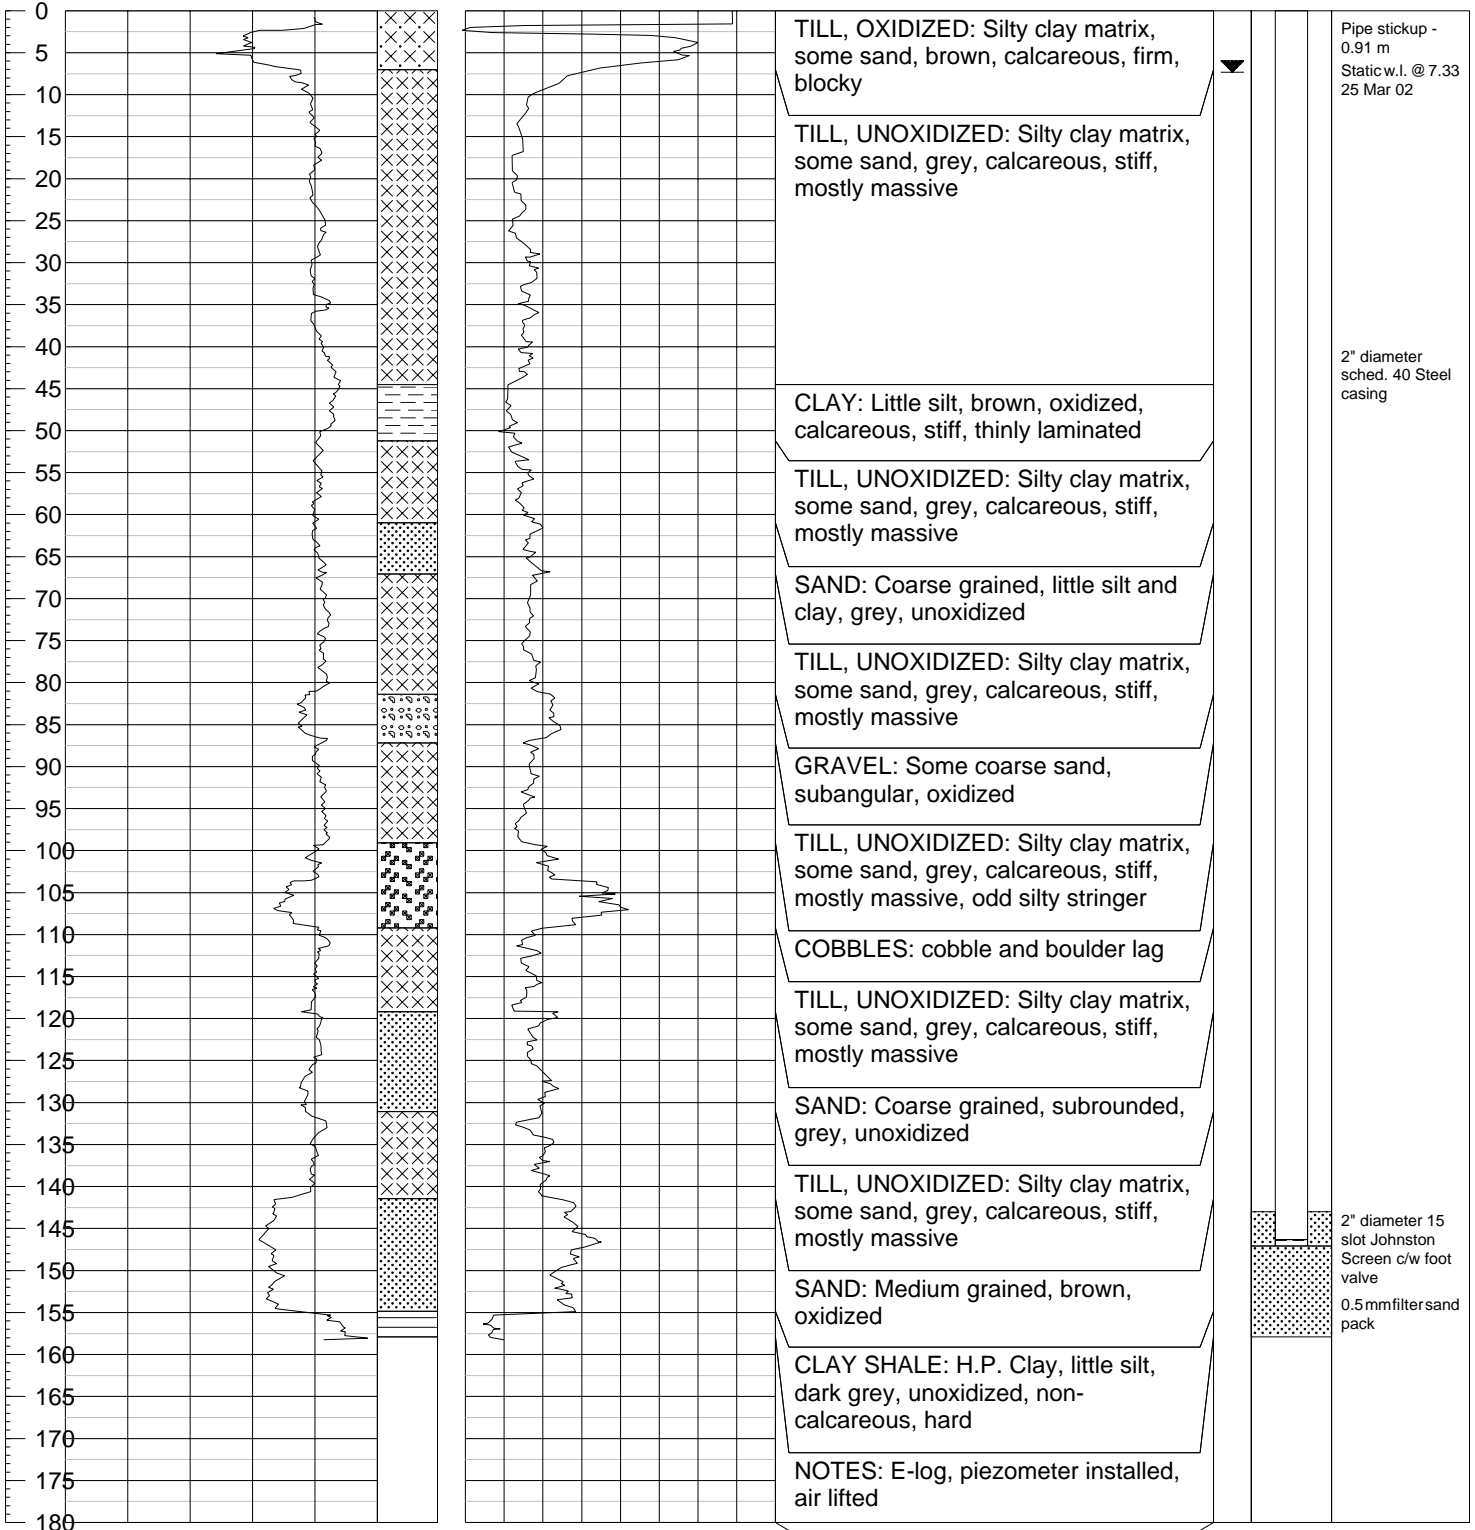 0
5
10
15
20
25
30
35
40
45
50
55
60
65
70
75
80
85
90
95
100
105
110
115
120
125
130
135
140
145
150
155
160
165
170
175
180
TILL, OXIDIZED: Silty clay matrix,
some sand, brown, calcareous, firm,
blocky
TILL, UNOXIDIZED: Silty clay matrix,
some sand, grey, calcareous, stiff,
mostly massive
CLAY: Little silt, brown, oxidized,
calcareous, stiff, thinly laminated
TILL, UNOXIDIZED: Silty clay matrix,
some sand, grey, calcareous, stiff,
mostly massive
SAND: Coarse grained, little silt and
clay, grey, unoxidized
TILL, UNOXIDIZED: Silty clay matrix,
some sand, grey, calcareous, stiff,
mostly massive
GRAVEL: Some coarse sand,
subangular, oxidized
TILL, UNOXIDIZED: Silty clay matrix,
some sand, grey, calcareous, stiff,
mostly massive, odd silty stringer
COBBLES: cobble and boulder lag
TILL, UNOXIDIZED: Silty clay matrix,
some sand, grey, calcareous, stiff,
mostly massive
SAND: Coarse grained, subrounded,
grey, unoxidized
TILL, UNOXIDIZED: Silty clay matrix,
some sand, grey, calcareous, stiff,
mostly massive
SAND: Medium grained, brown,
oxidized
CLAY SHALE: H.P. Clay, little silt,
dark grey, unoxidized, non-
calcareous, hard
NOTES: E-log, piezometer installed,
air lifted
Pipe stickup -
0.91 m
Static w.l. @ 7.33
25 Mar 02
2" diameter
sched. 40 Steel
casing
2" diameter 15
slot Johnston
Screen c/w foot
valve
0.5 mm filter sand
pack